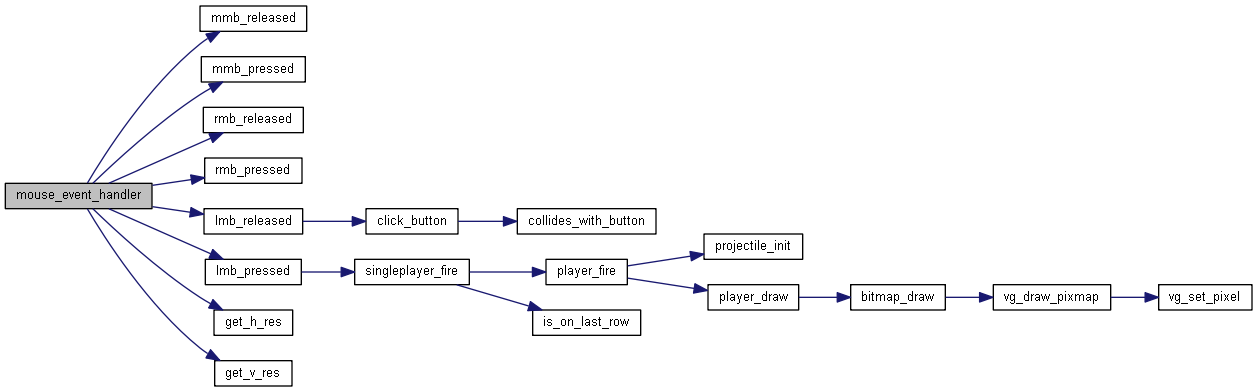 mmb_released
mmb_pressed
rmb_released
rmb_pressed
mouse_event_handler
lmb_released
click_button
collides_with_button
projectile_init
lmb_pressed
singleplayer_fire
player_fire
player_draw
bitmap_draw
vg_draw_pixmap
vg_set_pixel
get_h_res
is_on_last_row
get_v_res